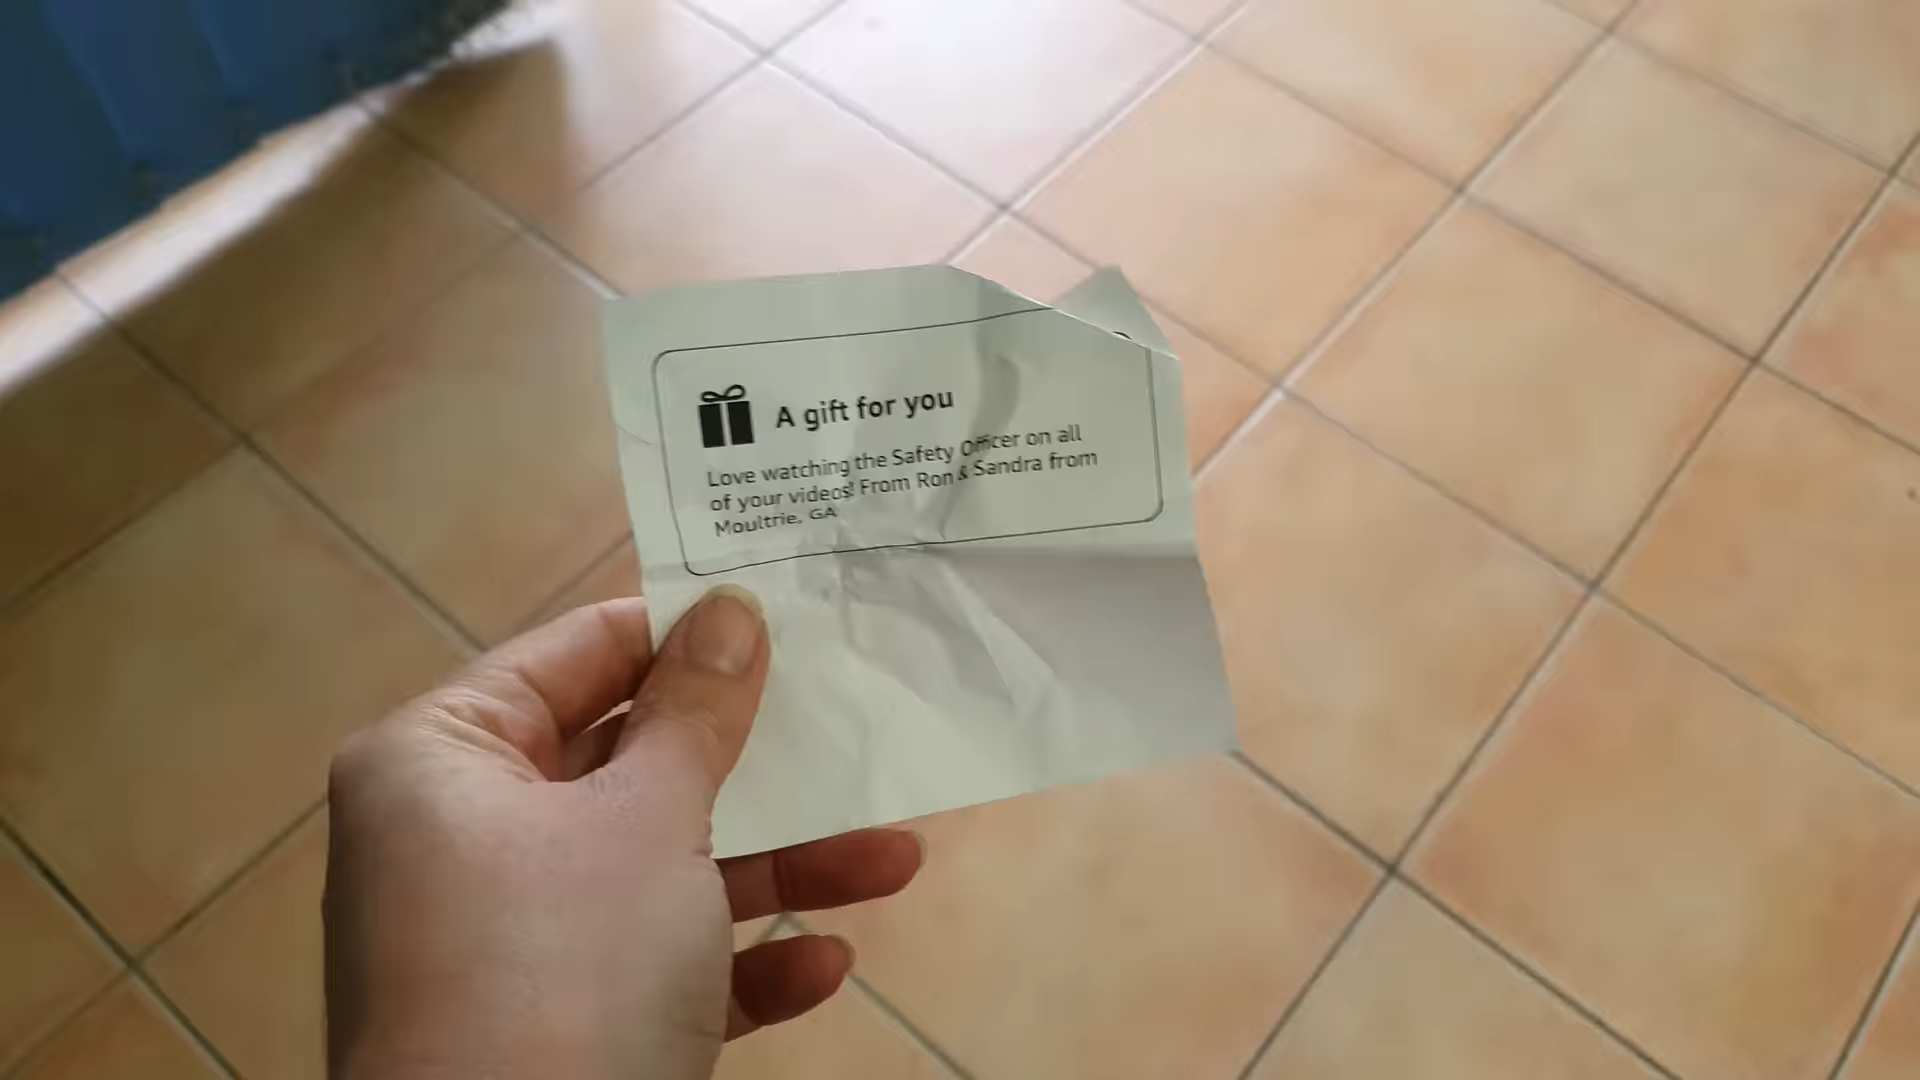 A gift for you
Love watching the Safety Officer on all
of your videos! From Ron & Sandra from
Moultrie, GA